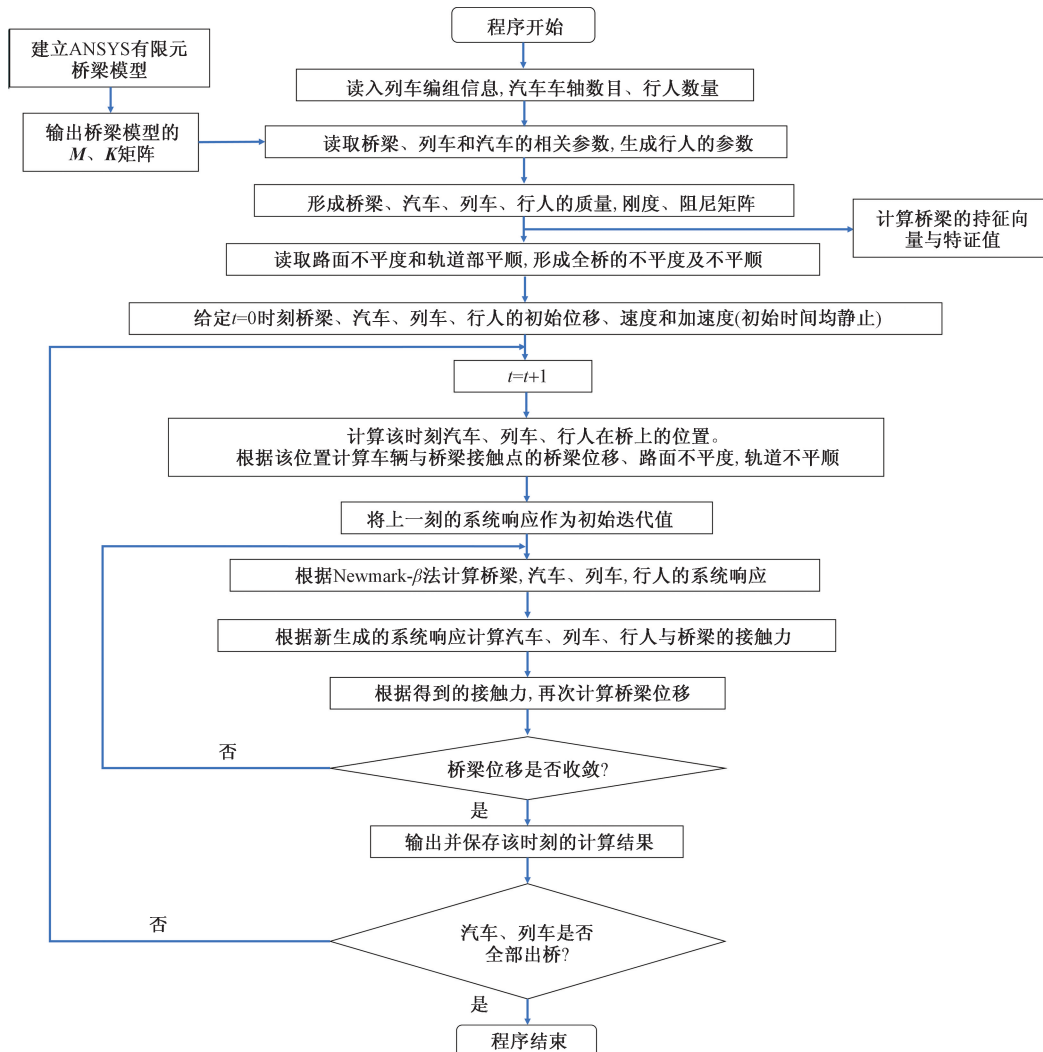 程序开始
建立ANSYS有限元
桥梁模型
读入列车编组信息, 汽车车轴数目、行人数量
输出桥梁模型的
M、K矩阵
读取桥梁、列车和汽车的相关参数, 生成行人的参数
形成桥梁、汽车、列车、行人的质量, 刚度、阻尼矩阵
计算桥梁的持征向
量与特证值
读取路面不平度和轨道部平顺, 形成全桥的不平度及不平顺
给定t=0时刻桥梁、汽车、列车、行人的初始位移、速度和加速度(初始时间均静止)
t=t+1
计算该时刻汽车、列车、行人在桥上的位置。
根据该位置计算车辆与桥梁接触点的桥梁位移、路面不平度, 轨道不平顺
将上一刻的系统响应作为初始迭代值
根据Newmark-β法计算桥梁, 汽车、列车, 行人的系统响应
根据新生成的系统响应计算汽车、列车、行人与桥梁的接触力
根据得到的接触力, 再次计算桥梁位移
否
桥梁位移是否收敛?
是
输出并保存该时刻的计算结果
否
汽车、列车是否
全部出桥?
是
程序结束